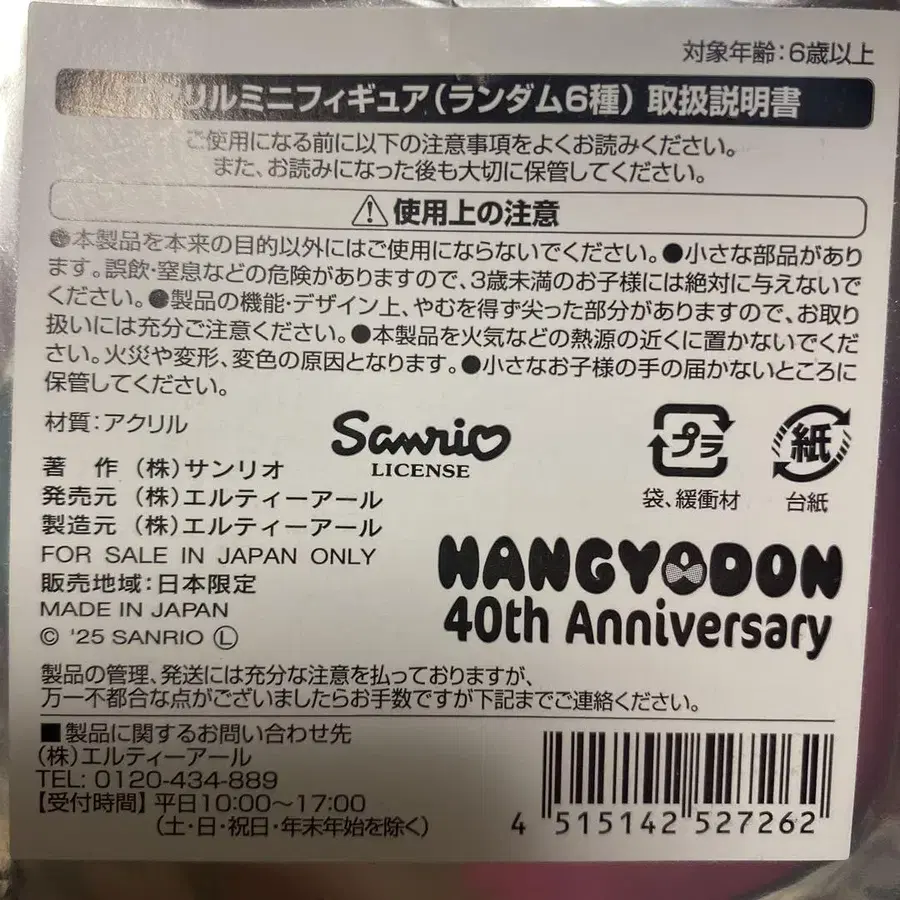 対象年齢:6歳以上
リルミニフィギュア(ランダム6種) 取扱説明書
ご使用になる前に以下の注意事項をよくお読みください。
また、お読みになった後も大切に保管してください。
使用上の注意
●本製品を本来の目的以外にはご使用にならないでください。●小さな部品があり
ます。誤飲・窒息などの危険がありますので、3歳未満のお子様には絶対に与えないで
ください。●製品の機能・デザイン上、やむを得ず尖った部分がありますので、お取り
扱いには充分ご注意ください。●本製品を火気などの熱源の近くに置かないでくだ
さい。火災や変形、変色の原因となります。●小さなお子様の手の届かないところに
保管してください。
材質:アクリル
著 作 (株)サンリオ
発売元 (株)エルティーアール
製造元 (株)エルティーアール
FOR SALE IN JAPAN ONLY
販売地域:日本限定
MADE IN JAPAN
© '25 SANRIO Ⓛ
Sanrio
LICENSE
プラ
袋、緩衝材
紙
台紙
HANGYODON
40th Anniversary
製品の管理、発送には充分な注意を払っておりますが、
万一不都合な点がございましたらお手数ですが下記までご連絡ください。
■製品に関するお問い合わせ先
(株)エルティーアール
TEL: 0120-434-889
【受付時間】平日10:00〜17:00
(土・日・祝日・年末年始を除く)
4 515142 527262